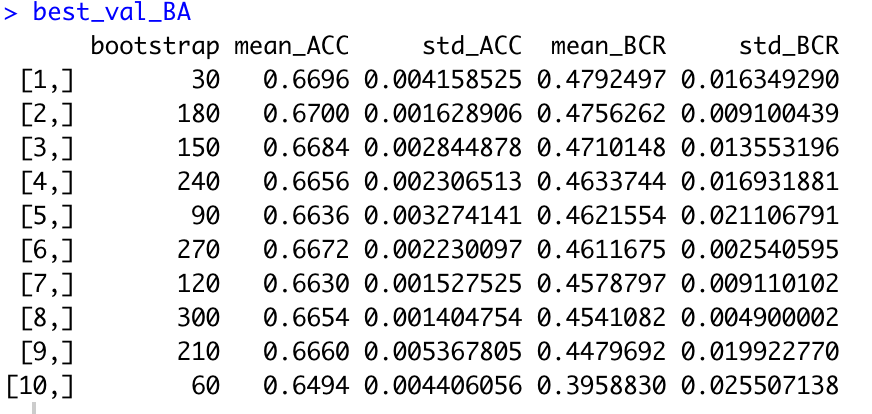 > best_val_BA
bootstrap mean_ACC std_ACC mean_BCR std_BCR
[1,] 30 0.6696 0.004158525 0.4792497 0.016349290
[2,] 180 0.6700 0.001628906 0.4756262 0.009100439
[3,] 150 0.6684 0.002844878 0.4710148 0.013553196
[4,] 240 0.6656 0.002306513 0.4633744 0.016931881
[5,] 90 0.6636 0.003274141 0.4621554 0.021106791
[6,] 270 0.6672 0.002230097 0.4611675 0.002540595
[7,] 120 0.6630 0.001527525 0.4578797 0.009110102
[8,] 300 0.6654 0.001404754 0.4541082 0.004900002
[9,] 210 0.6660 0.005367805 0.4479692 0.019922770
[10,] 60 0.6494 0.004406056 0.3958830 0.025507138